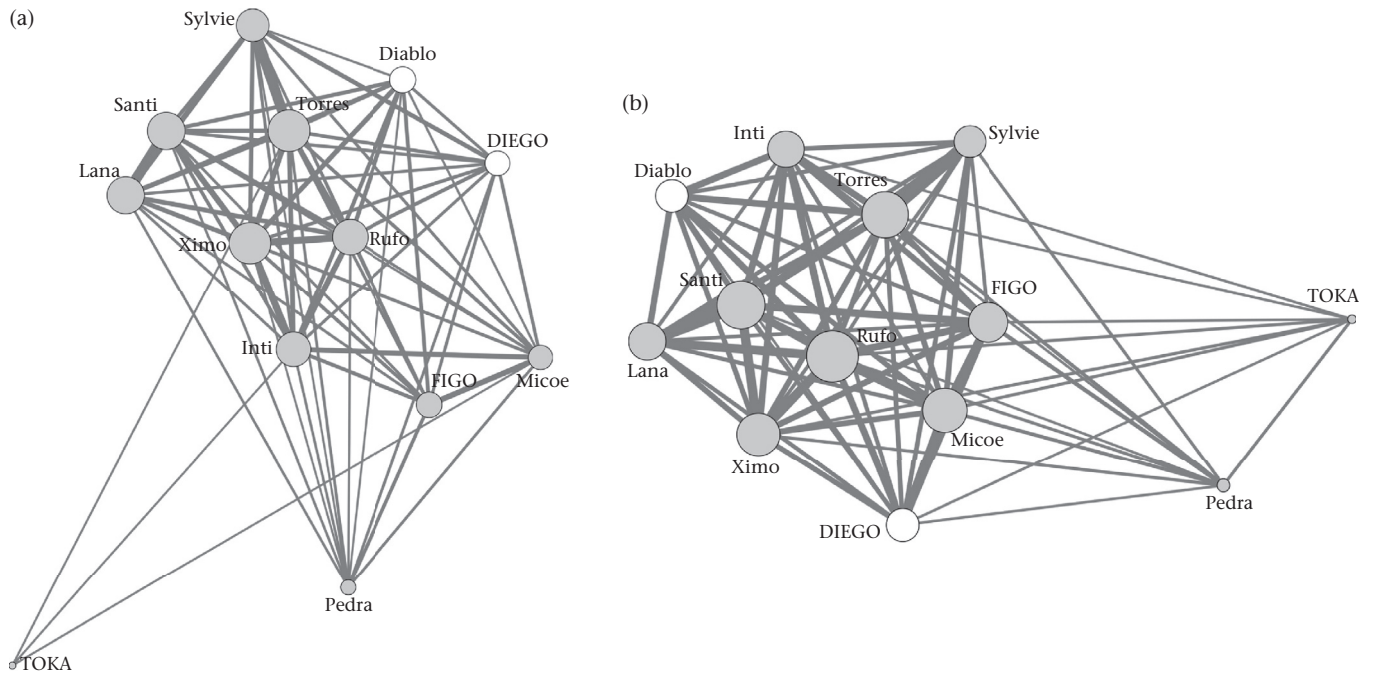 (a)
Sylvie
Diablo
Santi
Torres
DIEGO
Lana
Ximo
Rufo
Inti
FIGO
Micoe
Pedra
TOKA
(b)
Inti
Sylvie
Diablo
Torres
Santi
FIGO
TOKA
Rufo
Lana
Micoe
Ximo
Pedra
DIEGO